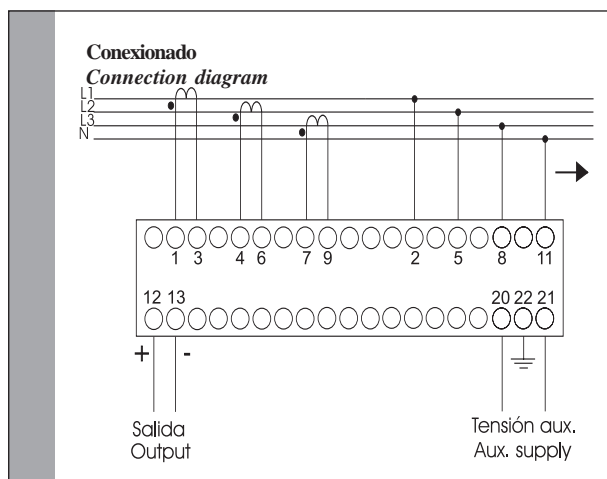 Conexionado
Connection diagram
L1
L2
L3
N
1 3 4 6 7 9 2 5 8 11
12 13 20 22 21
+ -
Salida
Output
Tensión aux.
Aux. supply